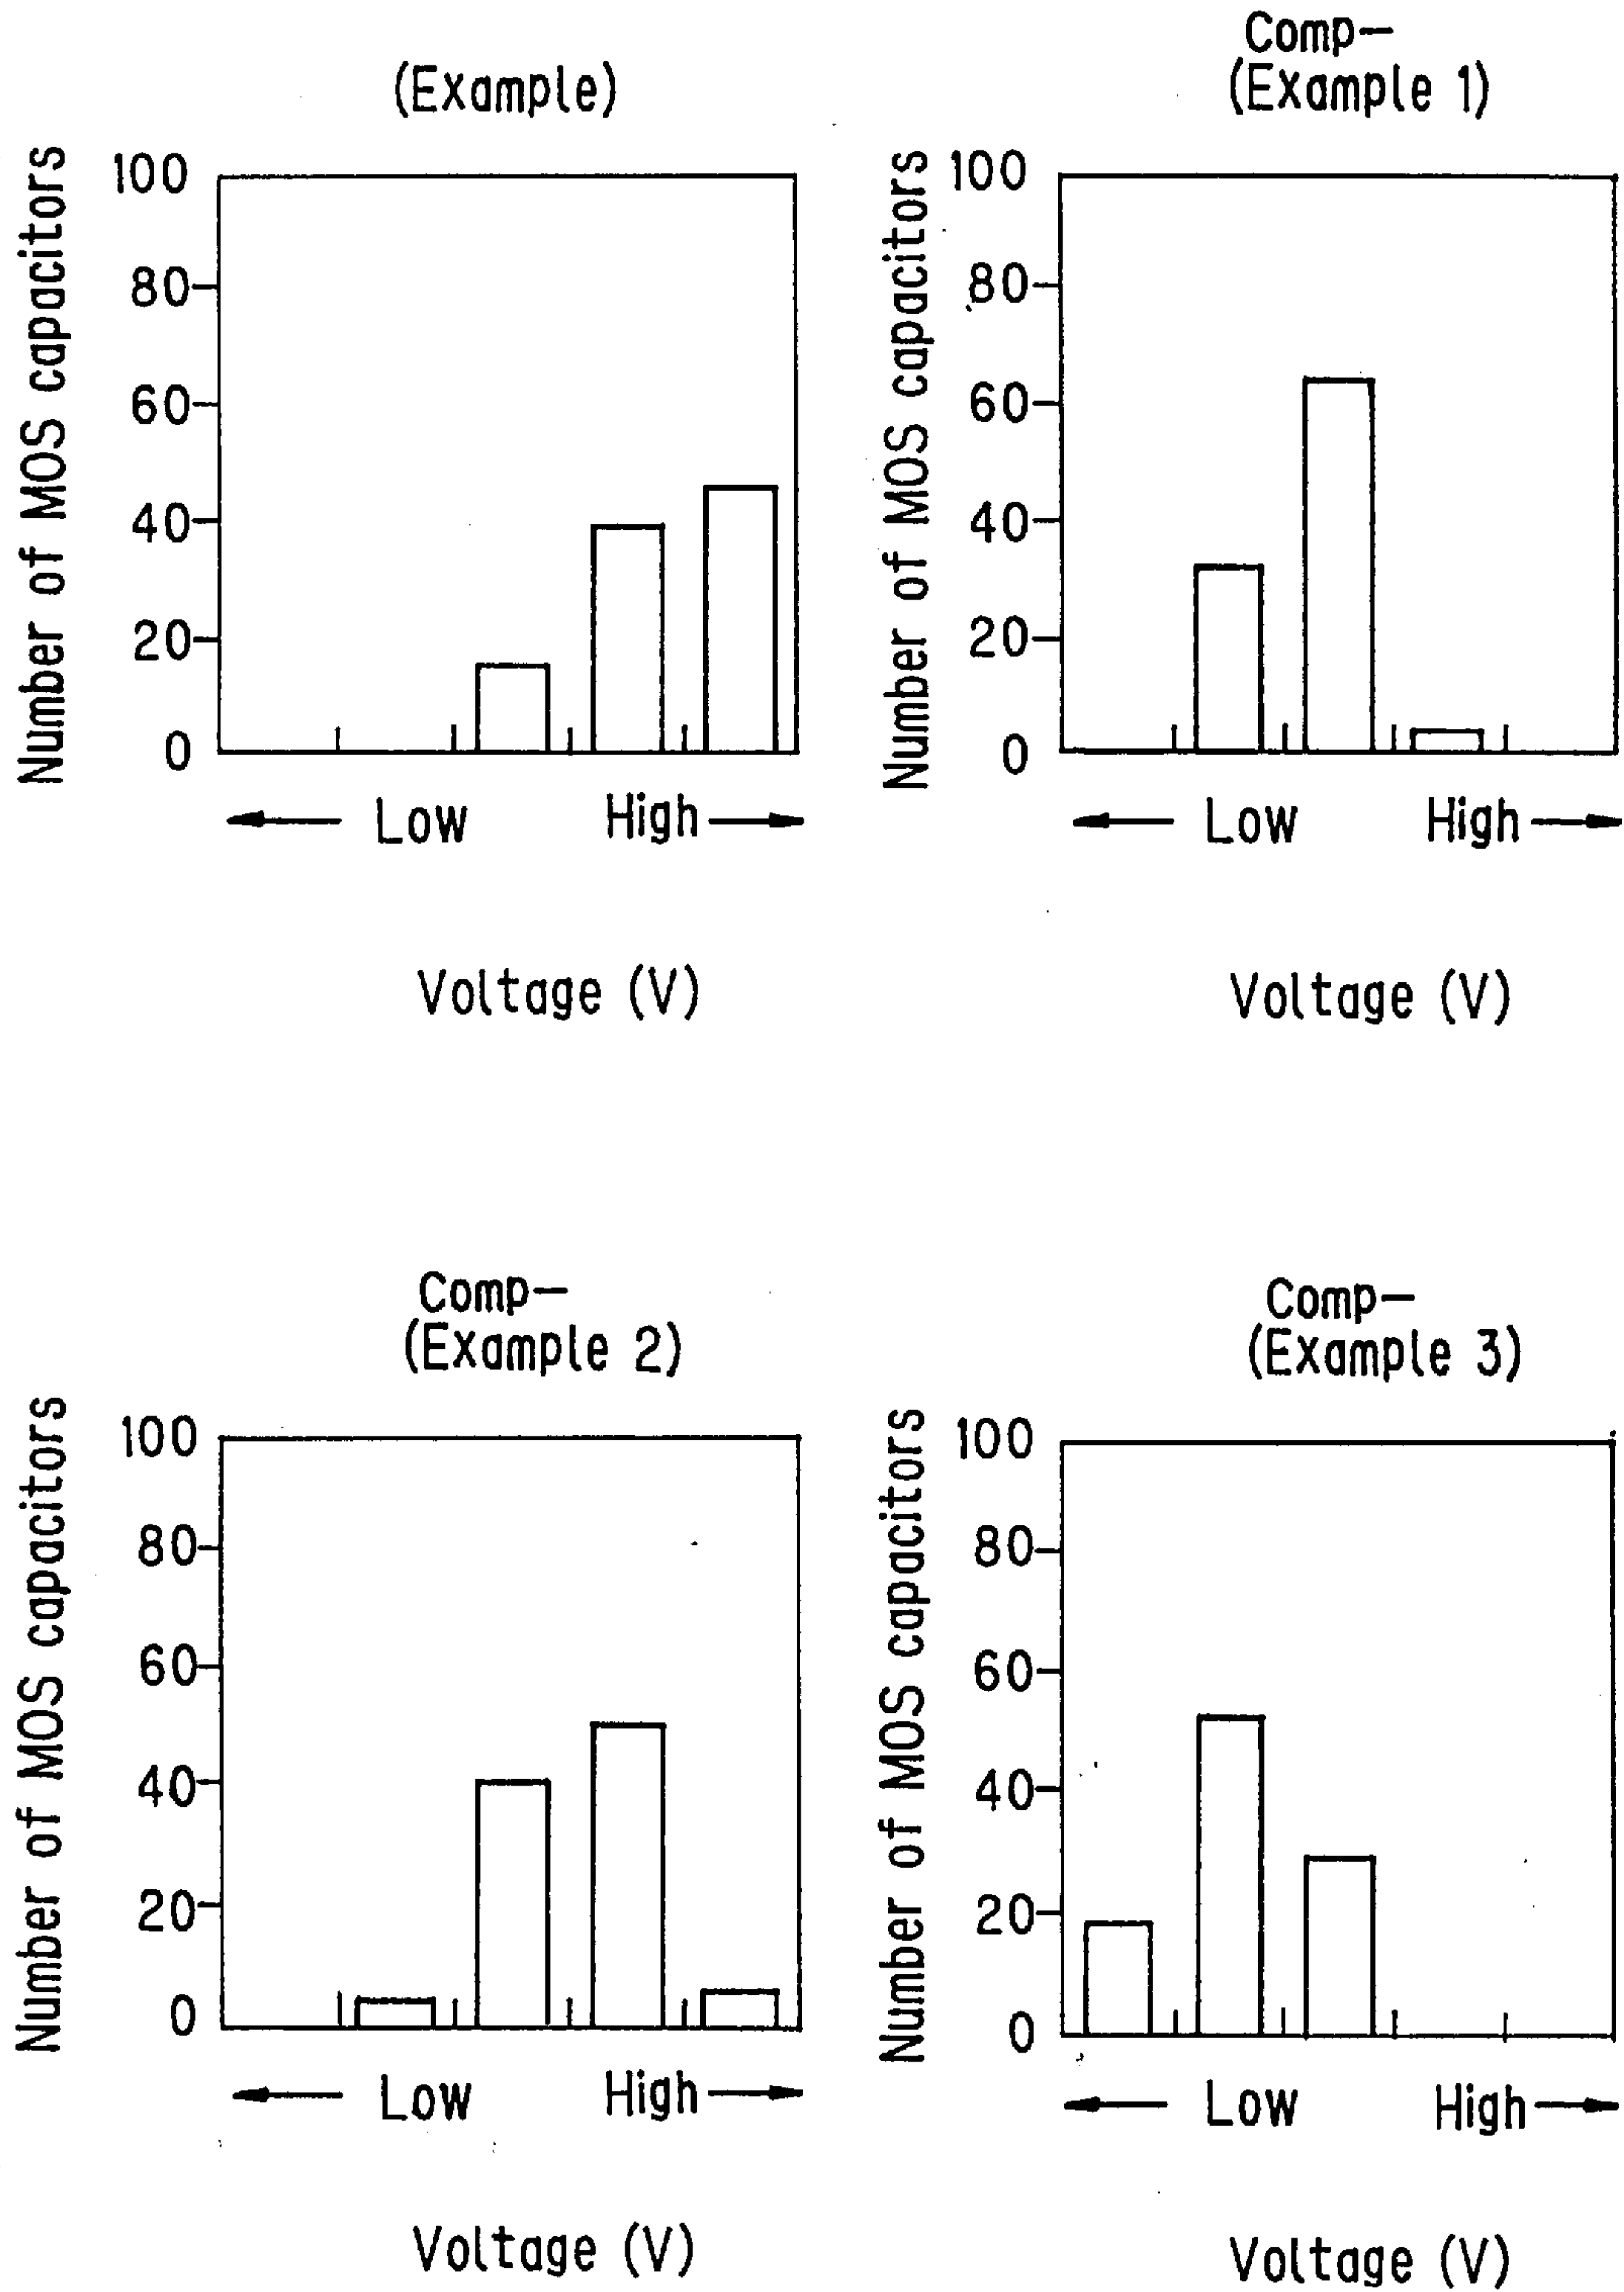 (Example)
Number of MOS capacitors
100
80
60
40
20
0
Low High
Voltage (V)
Comp-
(Example 1)
Number of MOS capacitors
100
80
60
40
20
0
Low High
Voltage (V)
Comp-
(Example 2)
Number of MOS capacitors
100
80
60
40
20
0
Low High
Voltage (V)
Comp-
(Example 3)
Number of MOS capacitors
100
80
60
40
20
0
Low High
Voltage (V)